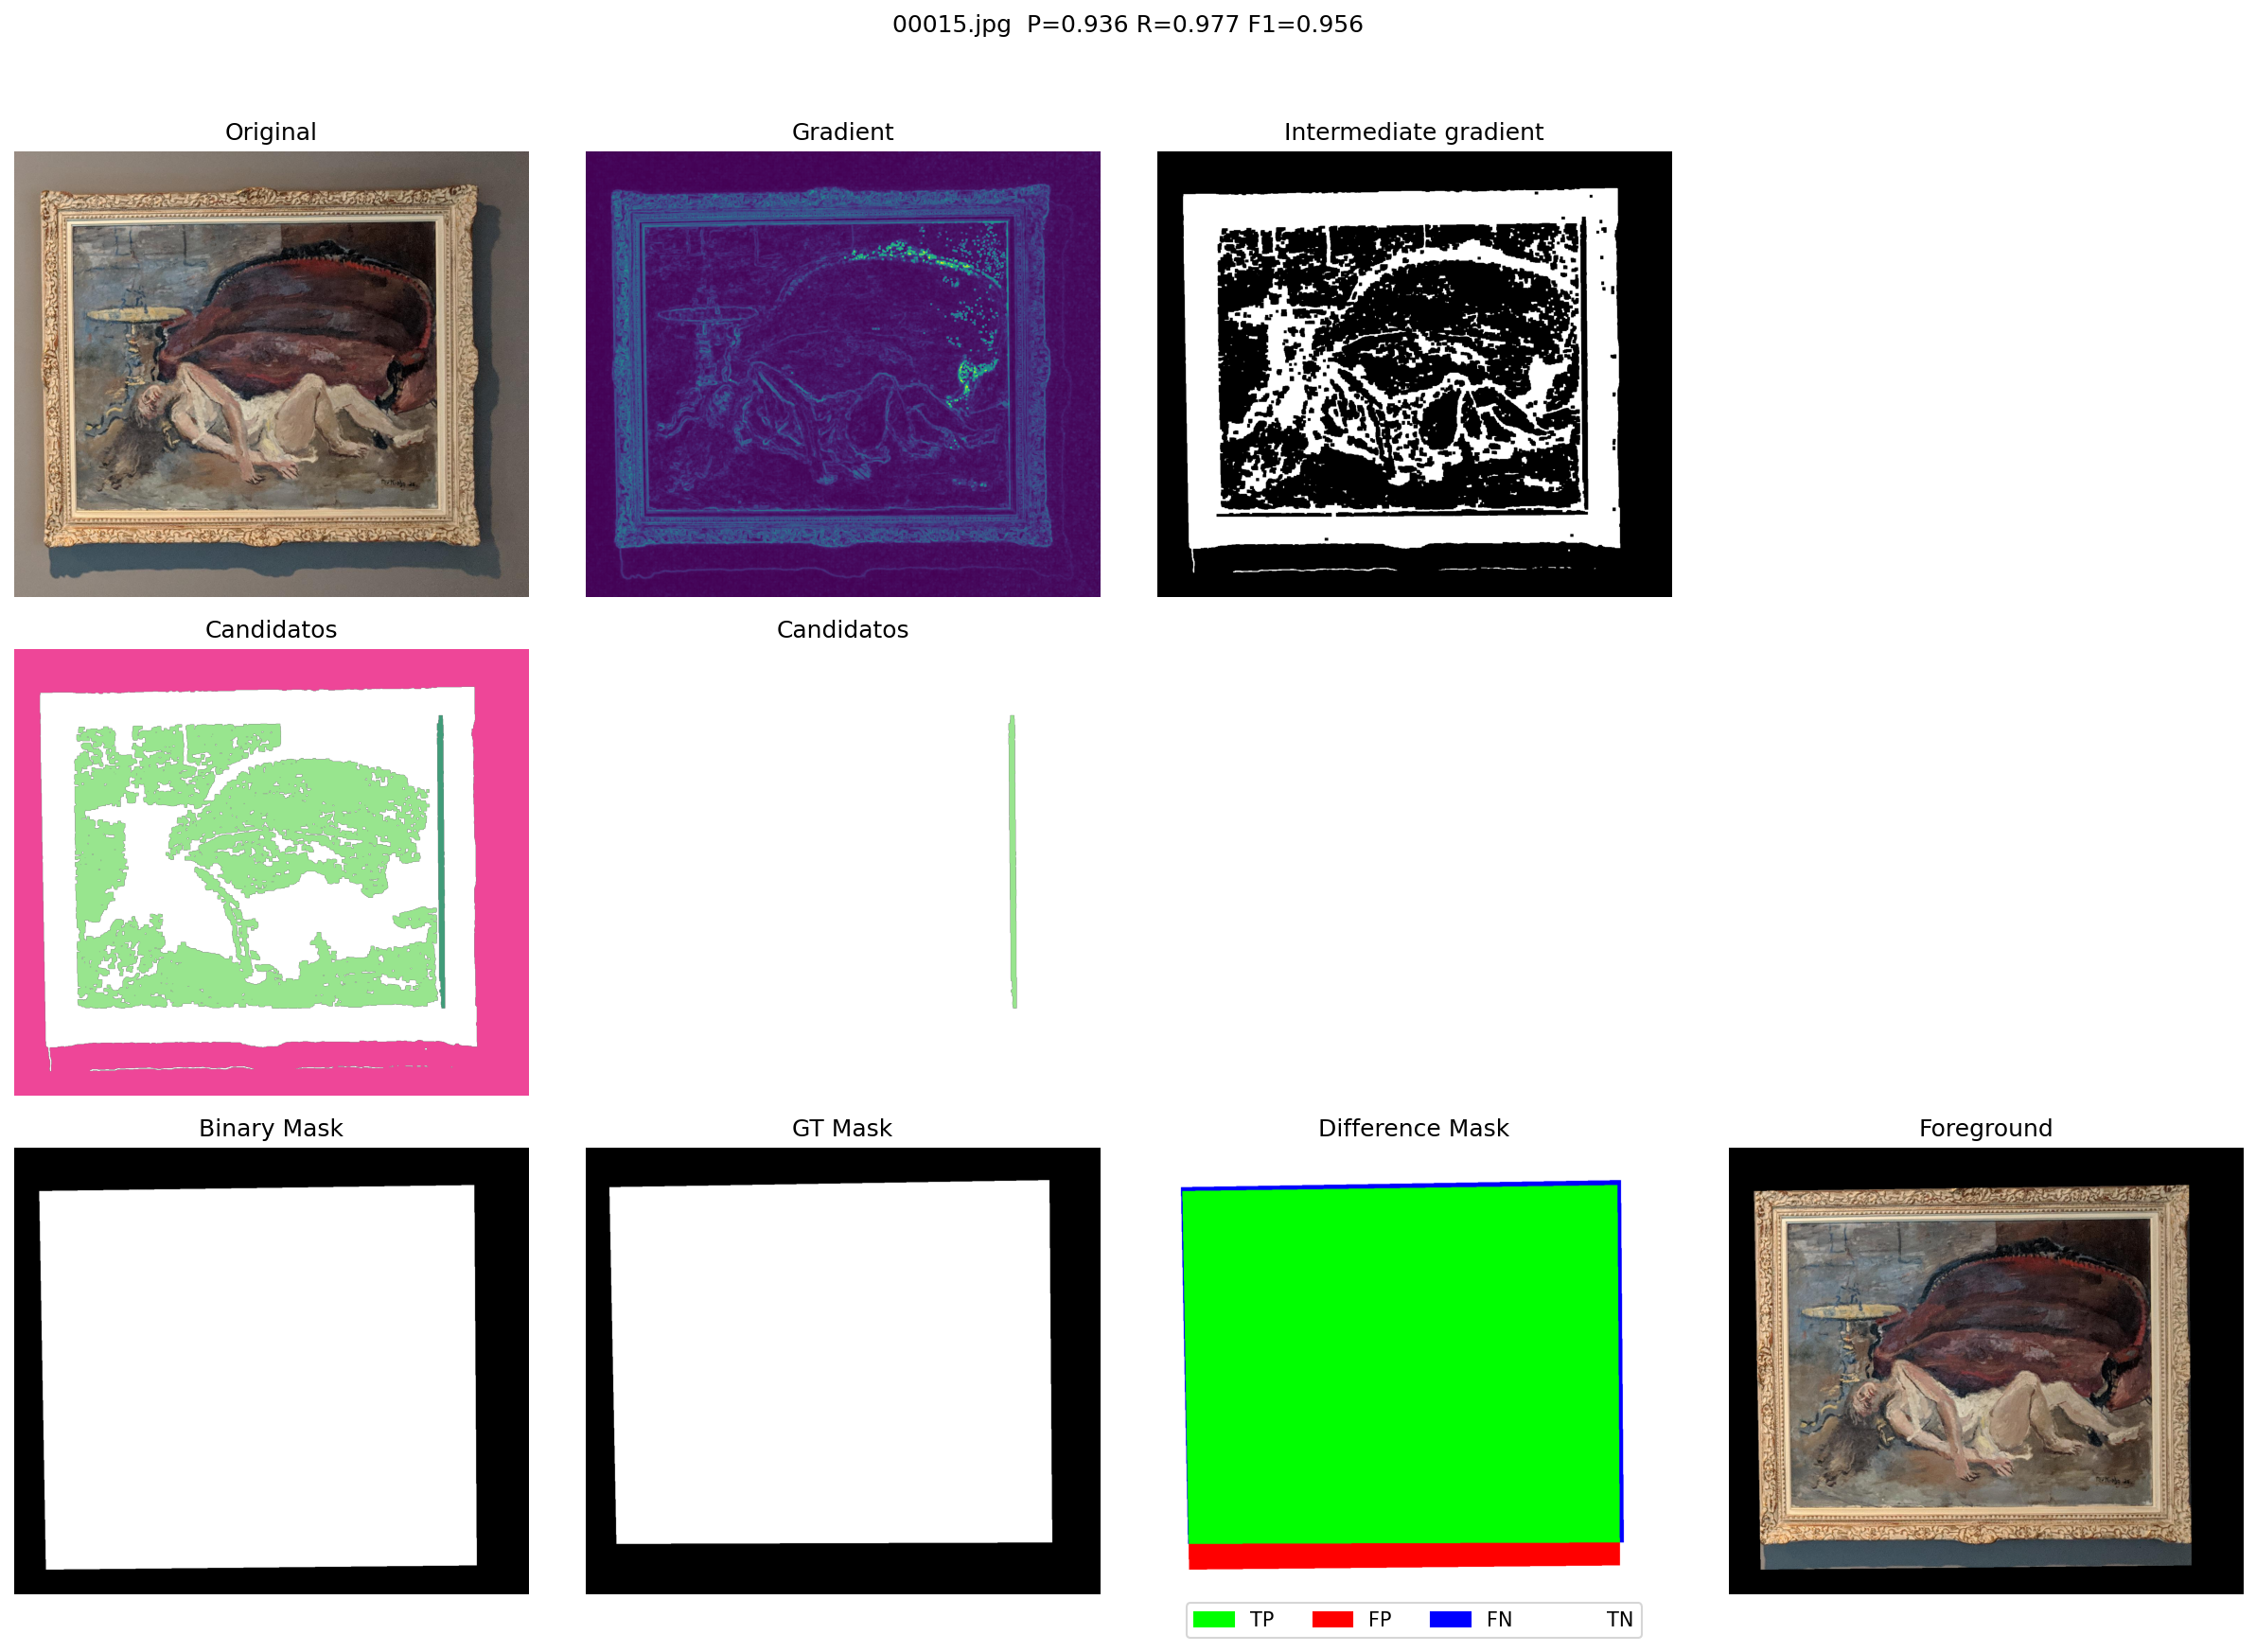 00015.jpg  P=0.936 R=0.977 F1=0.956
Original
Gradient
Intermediate gradient
Candidatos
Candidatos
Binary Mask
GT Mask
Difference Mask
Foreground
TP
FP
FN
TN